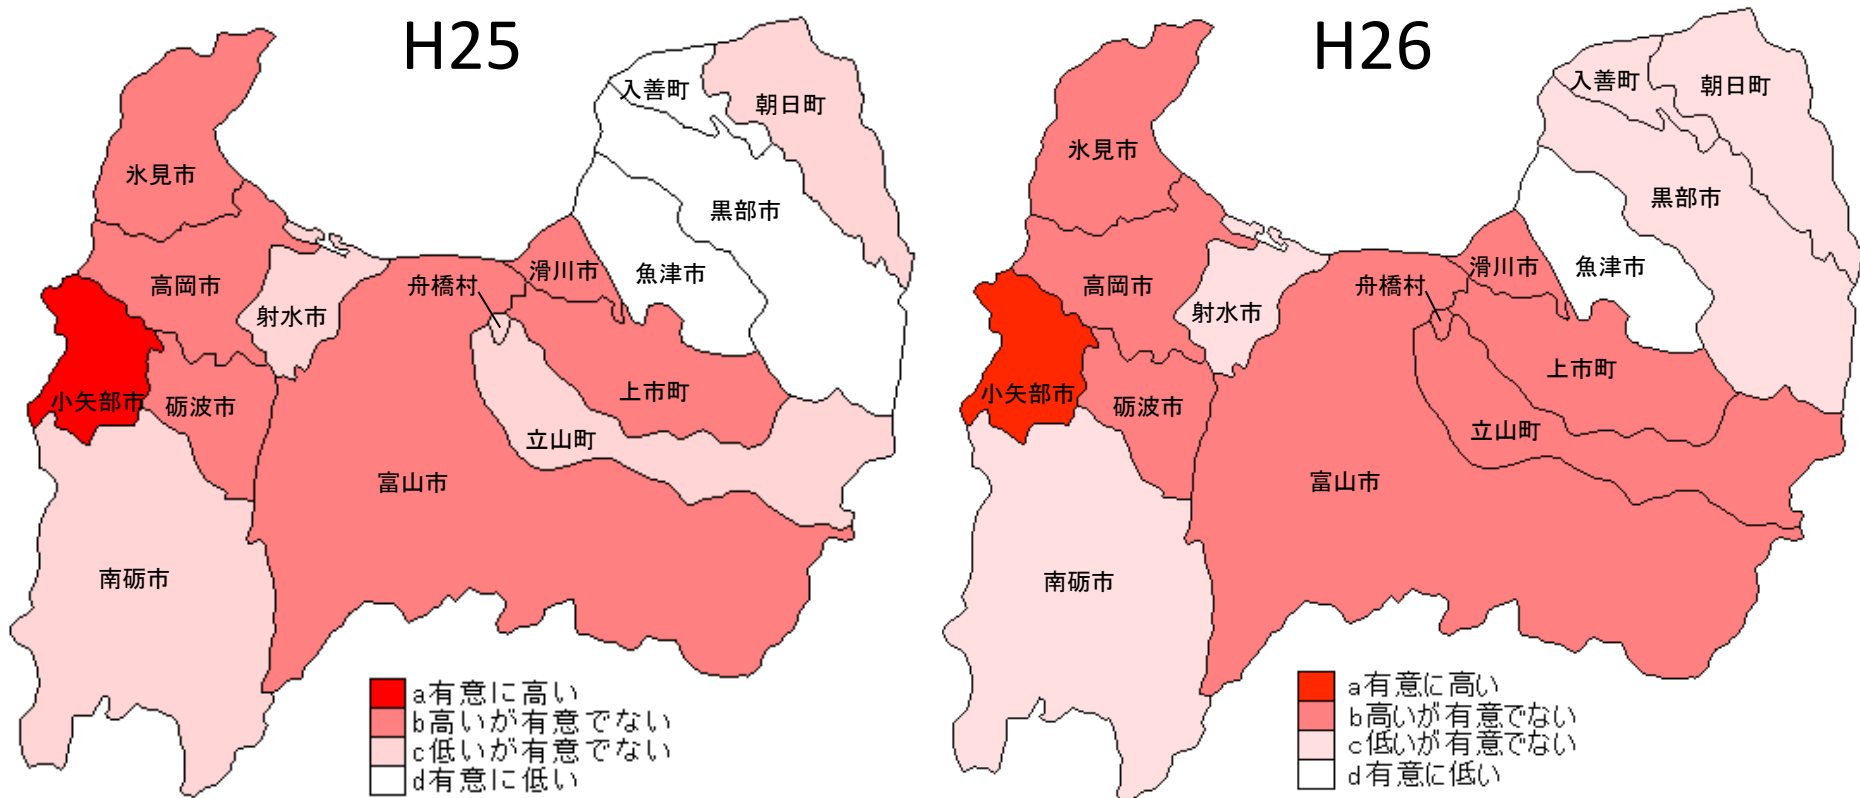 H25
入善町
朝日町
氷見市
黒部市
滑川市
魚津市
高岡市
舟橋村
射水市
上市町
小矢部市
砺波市
立山町
富山市
南砺市
a有意に高い
b高いが有意でない
c低いが有意でない
d有意に低い
H26
入善町
朝日町
氷見市
黒部市
滑川市
魚津市
高岡市
舟橋村
射水市
上市町
小矢部市
砺波市
立山町
富山市
南砺市
a有意に高い
b高いが有意でない
c低いが有意でない
d有意に低い